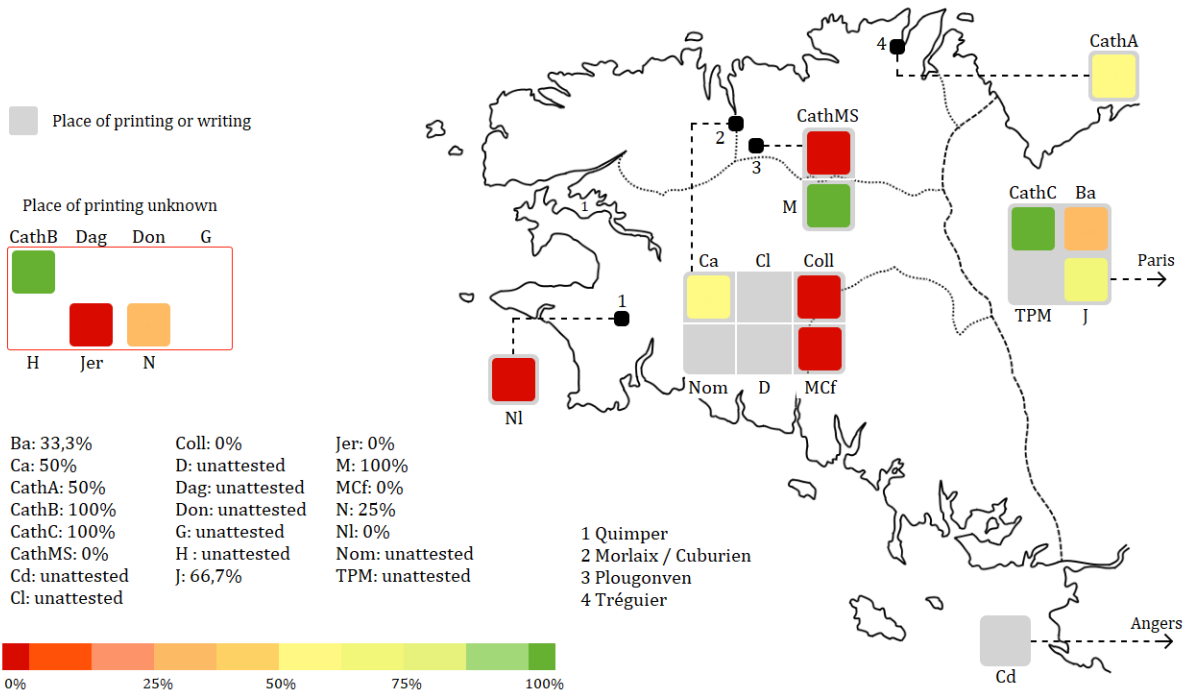 4
CathA
Place of printing or writing
CathMS
2
3
Place of printing unknown
M
CathC Ba
1
CathB Dag Don G
Paris
Ca Cl Coll
1
TPM J
H Jer N
Nom D MCf
Nl
Ba: 33,3%
Ca: 50%
CathA: 50%
CathB: 100%
CathC: 100%
CathMS: 0%
Cd: unattested
Cl: unattested
Coll: 0%
D: unattested
Dag: unattested
Don: unattested
G: unattested
H : unattested
J: 66,7%
Jer: 0%
M: 100%
MCf: 0%
N: 25%
Nl: 0%
Nom: unattested
TPM: unattested
1 Quimper
2 Morlaix / Cuburien
3 Plougonven
4 Tréguier
Angers
Cd
0% 25% 50% 75% 100%